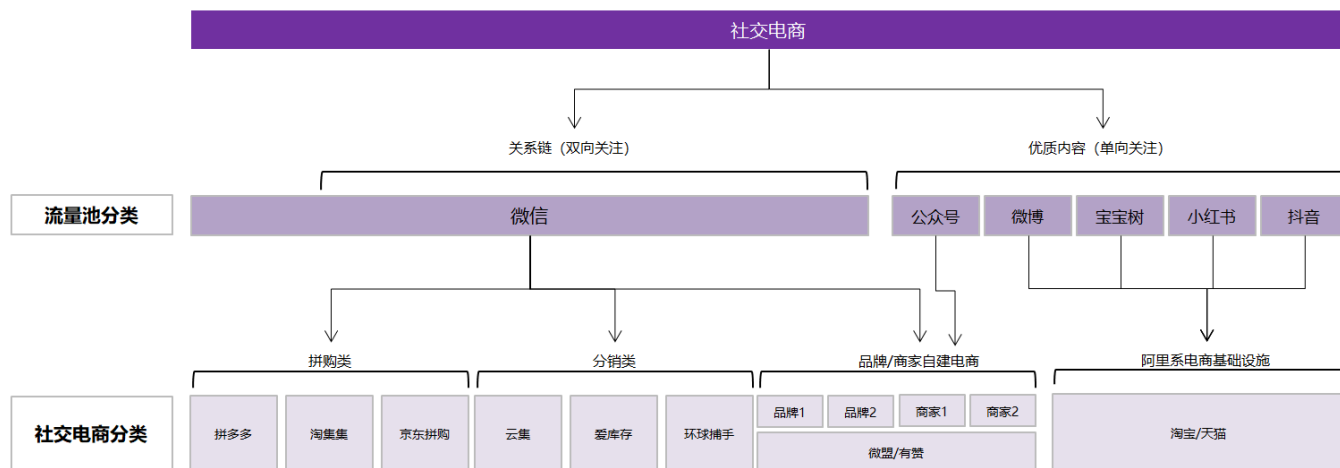 社交电商
关系链（双向关注）
优质内容（单向关注）
流量池分类
微信
公众号
微博
宝宝树
小红书
抖音
拼购类
分销类
品牌/商家自建电商
阿里系电商基础设施
社交电商分类
拼多多
淘集集
京东拼购
云集
爱库存
环球捕手
品牌1
品牌2
商家1
商家2
微盟/有赞
淘宝/天猫